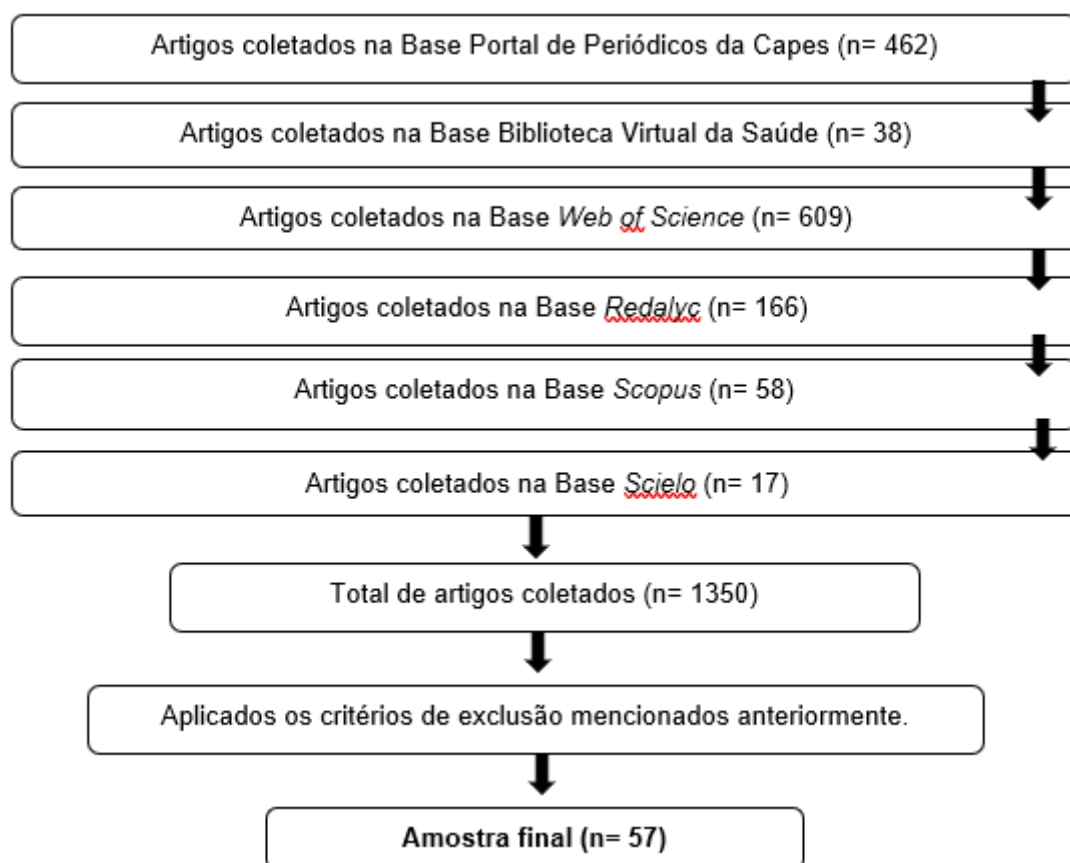 Artigos coletados na Base Portal de Periódicos da Capes (n= 462)
Artigos coletados na Base Biblioteca Virtual da Saúde (n= 38)
Artigos coletados na Base Web of Science (n= 609)
Artigos coletados na Base Redalyc (n= 166)
Artigos coletados na Base Scopus (n= 58)
Artigos coletados na Base Scielo (n= 17)
Total de artigos coletados (n= 1350)
Aplicados os critérios de exclusão mencionados anteriormente.
Amostra final (n= 57)